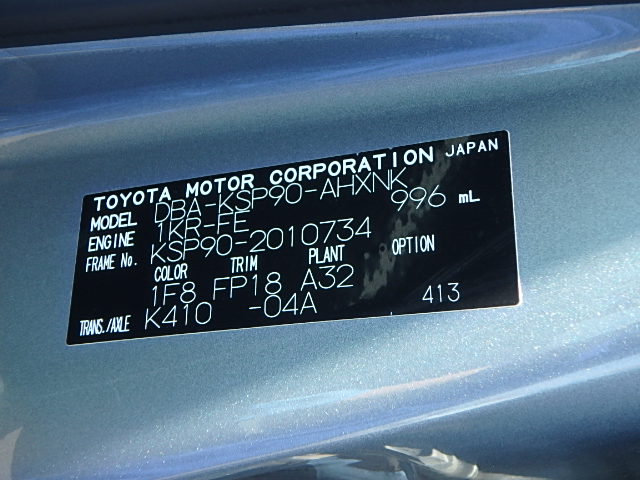 TOYOTA MOTOR CORPORATION JAPAN
MODEL DBA-KSP90-AHXNK
ENGINE 1KR-FE 996 mL
FRAME No. KSP90-2010734
COLOR TRIM PLANT OPTION
1F8 FP18 A32
TRANS./AXLE K410 -04A 413